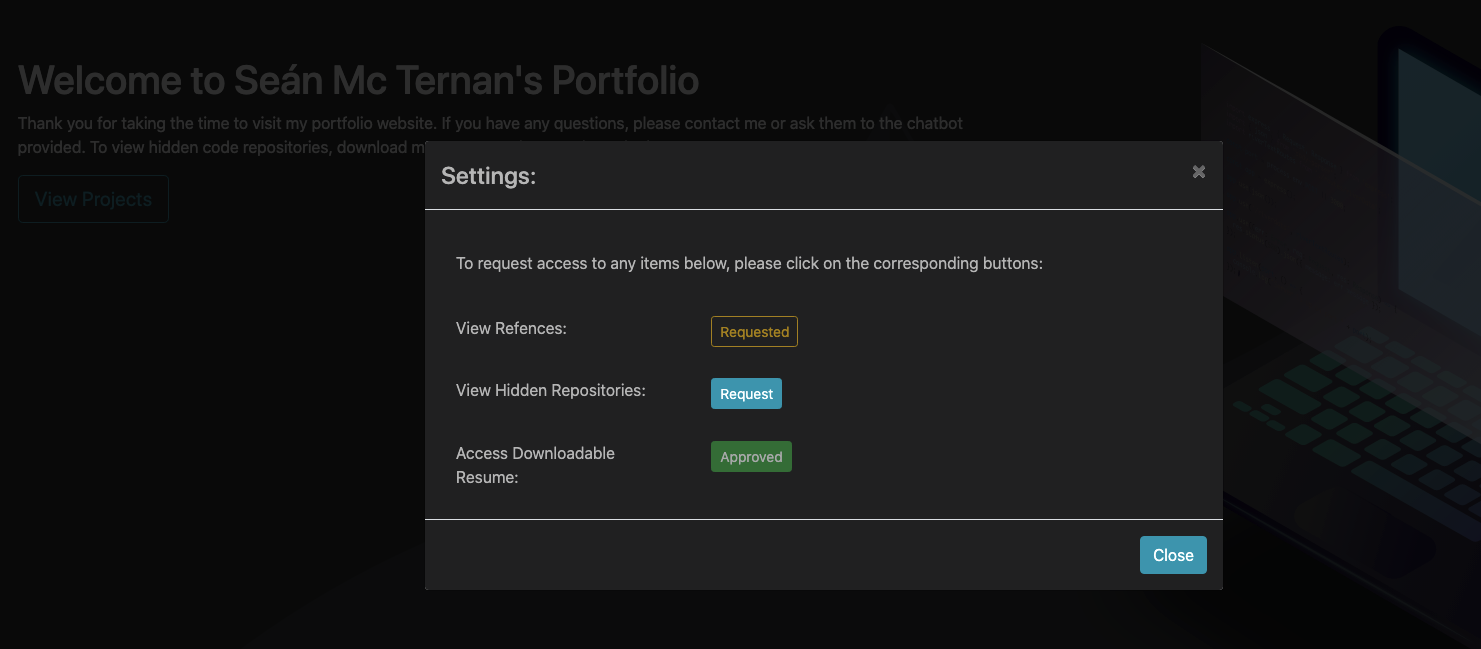 Welcome to Seán Mc Ternan's Portfolio
Thank you for taking the time to visit my portfolio website. If you have any questions, please contact me or ask them to the chatbot
provided. To view hidden code repositories, download
View Projects
Settings:
To request access to any items below, please click on the corresponding buttons:
View Refences:
Requested
View Hidden Repositories:
Request
Access Downloadable
Resume:
Approved
Close